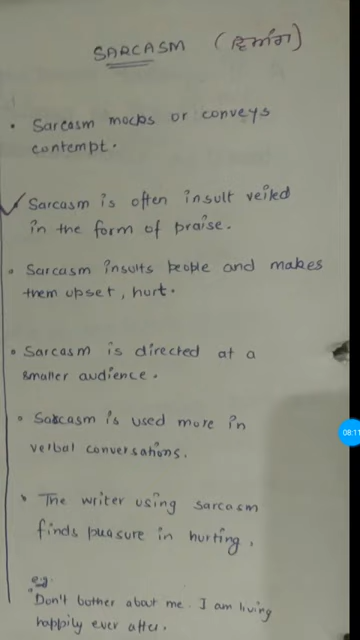 SARCASM (ਵਿਅੰਗ)
• Sarcasm mocks or conveys
contempt.
Sarcasm is often insult veiled
in the form of praise.
• Sarcasm insults people and makes
them upset, hurt.
• Sarcasm is directed at a
smaller audience.
• Sarcasm is used more in
verbal conversations.
• The writer using sarcasm
finds pleasure in hurting.
e.g.
"Don't bother about me. I am living
happily ever after.
08:11